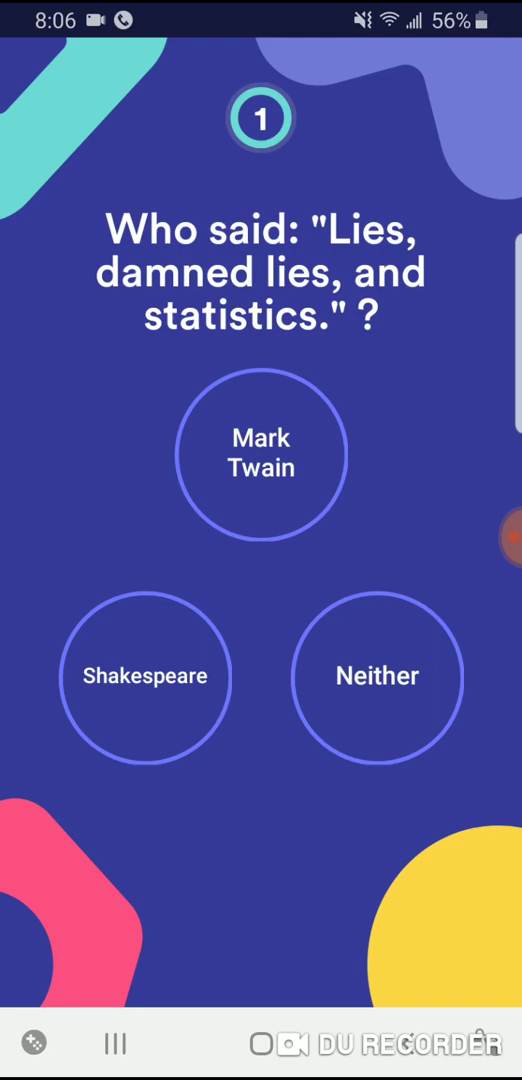 8:06 56%
1
Who said: "Lies,
damned lies, and
statistics." ?
Mark
Twain
Shakespeare
Neither
DU RECORDER